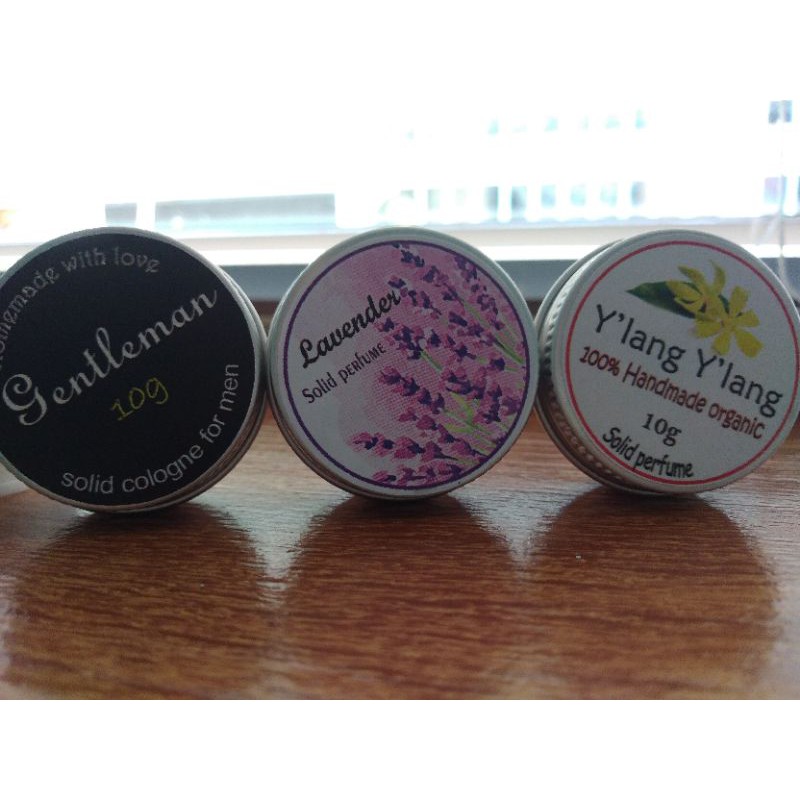 Homemade with love
Gentleman
10g
solid cologne for men
Lavender
Solid perfume
Y'lang Y'lang
100% Handmade organic
10g
Solid perfume